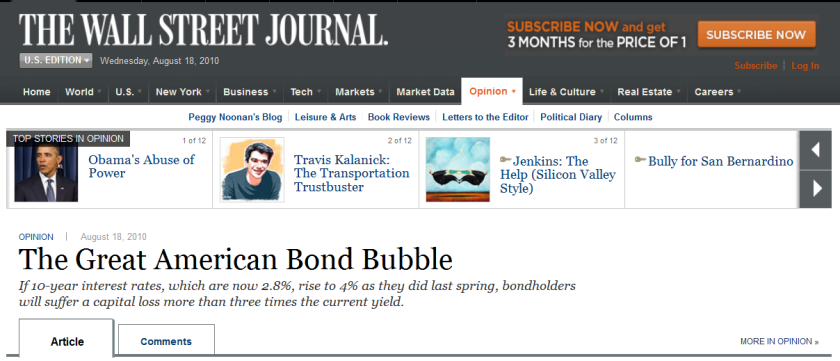 THE WALL STREET JOURNAL.
SUBSCRIBE NOW and get
3 MONTHS for the PRICE OF 1
SUBSCRIBE NOW
U.S. EDITION
Wednesday, August 18, 2010
Subscribe | Log In
Home World U.S. New York Business Tech Markets Market Data Opinion Life & Culture Real Estate Careers
Peggy Noonan's Blog | Leisure & Arts Book Reviews | Letters to the Editor | Political Diary | Columns
TOP STORIES IN OPINION
1 of 12
Obama's Abuse of
Power
2 of 12
Travis Kalanick:
The Transportation
Trustbuster
3 of 12
Jenkins: The
Help (Silicon Valley
Style)
Bully for San Bernardino
OPINION | August 18, 2010
The Great American Bond Bubble
If 10-year interest rates, which are now 2.8%, rise to 4% as they did last spring, bondholders
will suffer a capital loss more than three times the current yield.
Article
Comments
MORE IN OPINION »